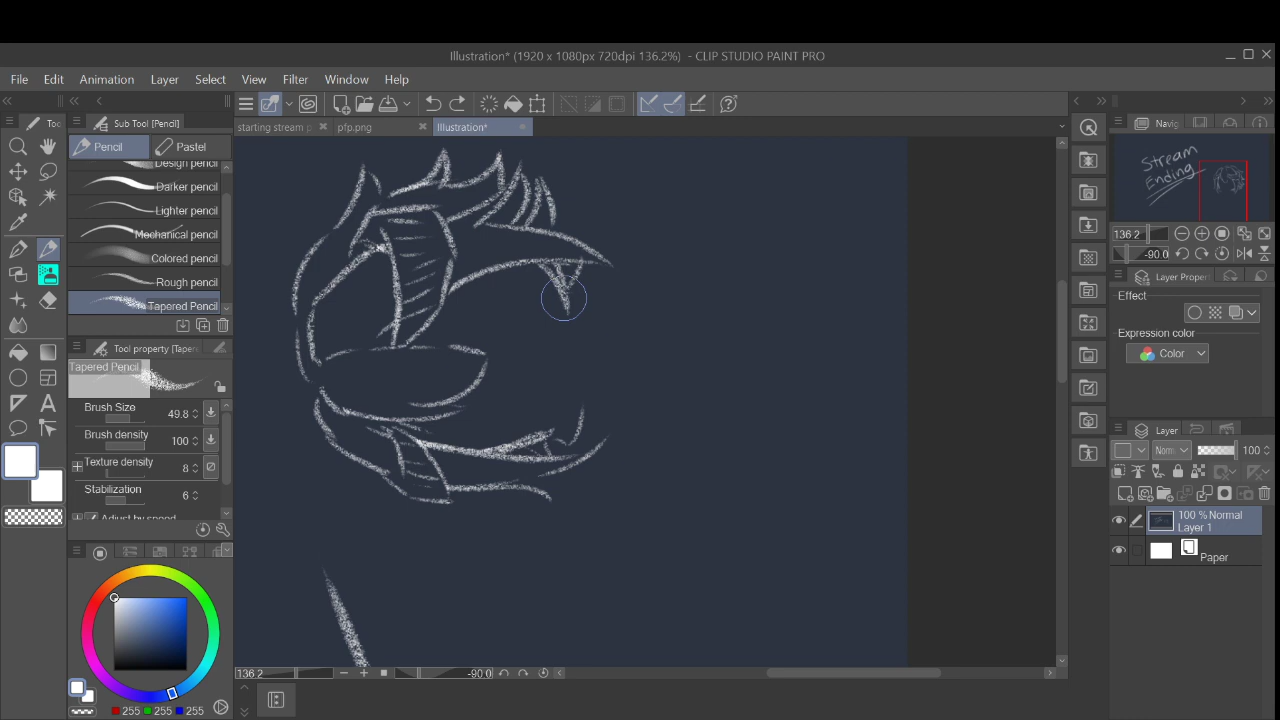 Illustration* (1920 x 1080px 720dpi 136.2%) - CLIP STUDIO PAINT PRO
File Edit Animation Layer Select View Filter Window Help
Too Sub Tool [Pencil]
starting stream p pfp.png Illustration*
Navig
Pencil Pastel
Design pencil
Darker pencil
Lighter pencil
Mechanical pencil
Colored pencil
Rough pencil
Tapered Pencil
Stream
Ending
136.2
-90.0
Layer Proper
Effect
Expression color
Color
Tool property [Taper
Tapered Pencil
Brush Size 49.8
Brush density 100
Texture density 8
Stabilization 6
Adjust by speed
Layer
Norm 100
100 % Normal
Layer 1
Paper
136.2 -90.0
255 255 255